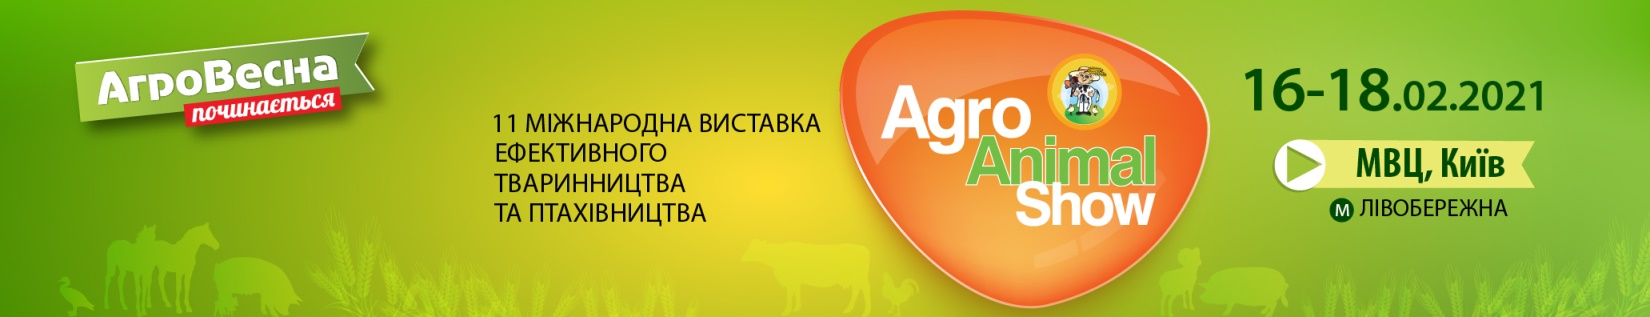 АгроВесна
починається
11 МІЖНАРОДНА ВИСТАВКА
ЕФЕКТИВНОГО
ТВАРИННИЦТВА
ТА ПТАХІВНИЦТВА
Agro
Animal
Show
16-18.02.2021
МВЦ, Київ
М ЛІВОБЕРЕЖНА